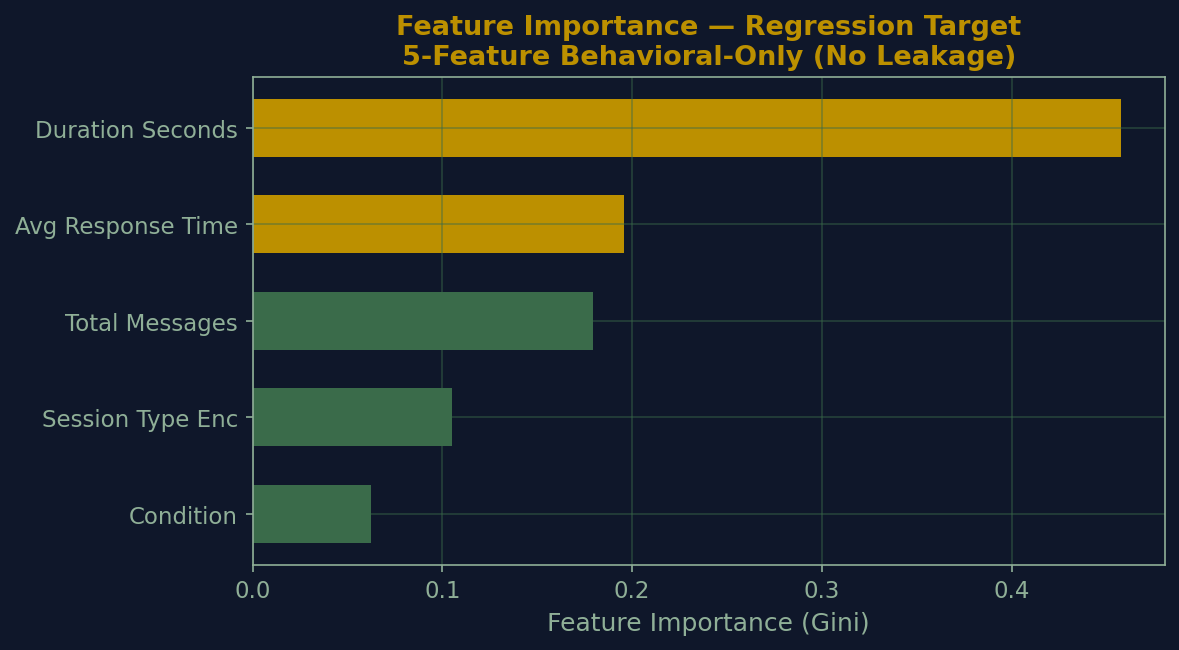 Feature Importance — Regression Target
5-Feature Behavioral-Only (No Leakage)
Duration Seconds
Avg Response Time
Total Messages
Session Type Enc
Condition
0.0 0.1 0.2 0.3 0.4
Feature Importance (Gini)